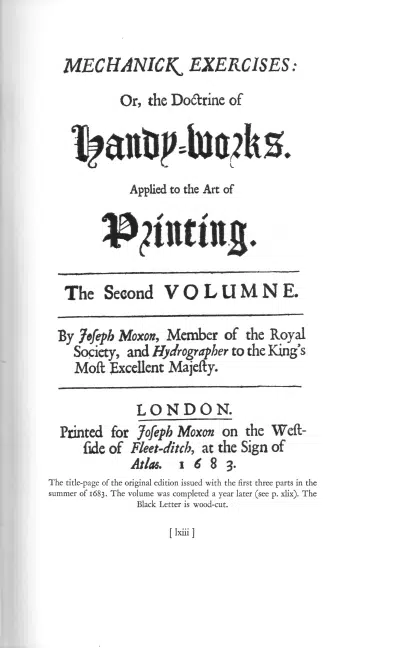 MECHANICK EXERCISES:
Or, the Doctrine of
Handy-works.
Applied to the Art of
Printing.
The Second VOLUMNE.
By Joſeph Moxon, Member of the Royal
Society, and Hydrographer to the King's
Moſt Excellent Majeſty.
LONDON.
Printed for Joſeph Moxon on the Weſt-
ſide of Fleet-ditch, at the Sign of
Atlas. 1 6 8 3.
The title-page of the original edition issued with the first three parts in the
summer of 1683. The volume was completed a year later (see p. xlix). The
Black Letter is wood-cut.
[ lxiii ]